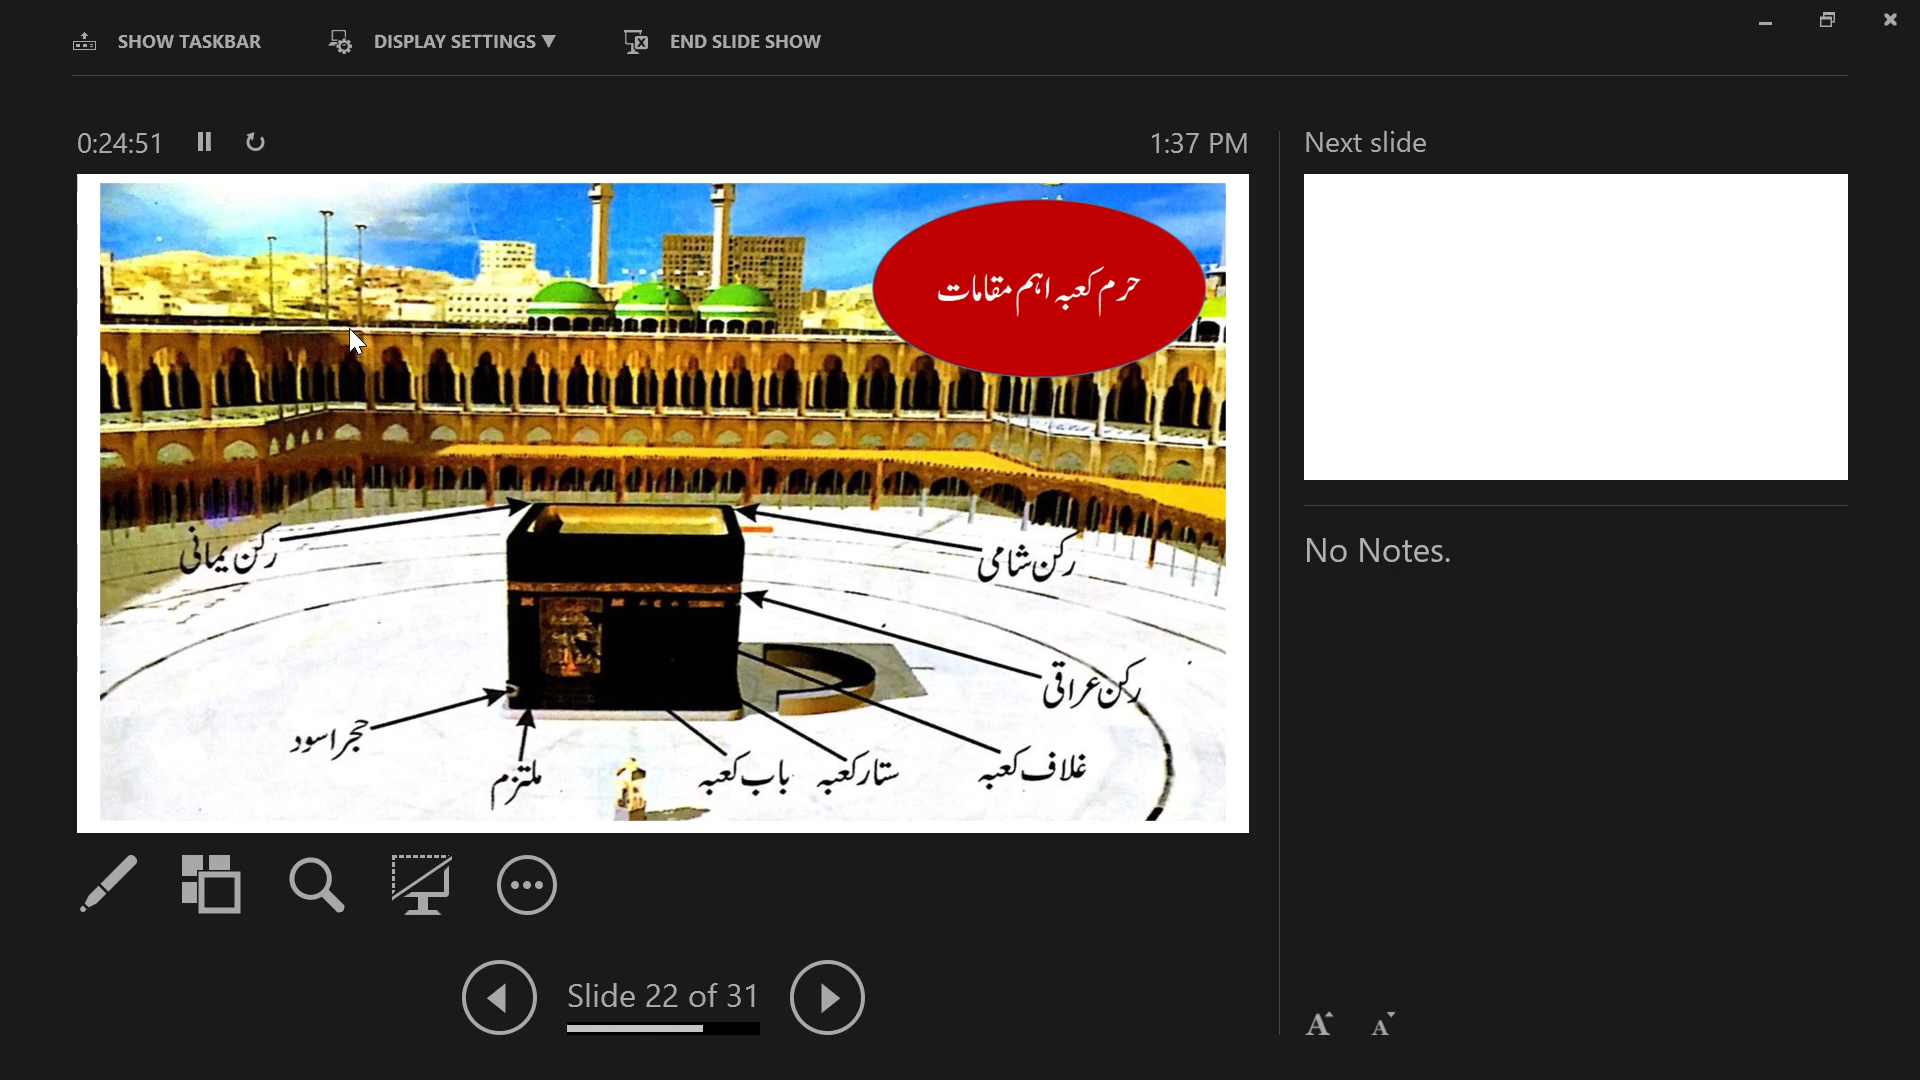 SHOW TASKBAR
DISPLAY SETTINGS ▼
END SLIDE SHOW
0:24:51
1:37 PM
Next slide
حرم کعبہ اہم مقامات
رکن یمانی
رکن شامی
رکن عراقی
حجر اسود
ملتزم
باب کعبہ
ستار کعبہ
غلاف کعبہ
No Notes.
Slide 22 of 31
A
A